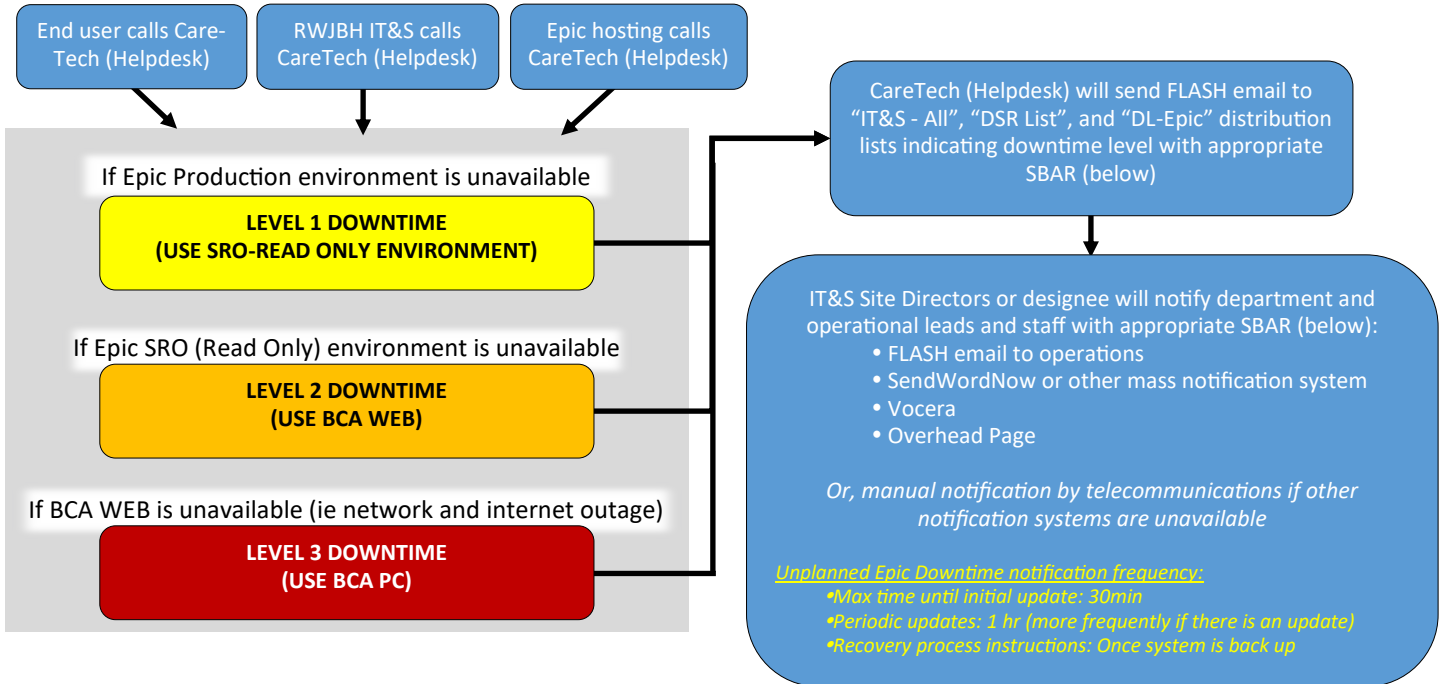 End user calls Care-
Tech (Helpdesk)
RWJBH IT&S calls
CareTech (Helpdesk)
Epic hosting calls
CareTech (Helpdesk)
If Epic Production environment is unavailable
LEVEL 1 DOWNTIME
(USE SRO-READ ONLY ENVIRONMENT)
If Epic SRO (Read Only) environment is unavailable
LEVEL 2 DOWNTIME
(USE BCA WEB)
If BCA WEB is unavailable (ie network and internet outage)
LEVEL 3 DOWNTIME
(USE BCA PC)
CareTech (Helpdesk) will send FLASH email to
“IT&S - All”, “DSR List”, and “DL-Epic” distribution
lists indicating downtime level with appropriate
SBAR (below)
IT&S Site Directors or designee will notify department and
operational leads and staff with appropriate SBAR (below):
• FLASH email to operations
• SendWordNow or other mass notification system
• Vocera
• Overhead Page
Or, manual notification by telecommunications if other
notification systems are unavailable
Unplanned Epic Downtime notification frequency:
•Max time until initial update: 30min
•Periodic updates: 1 hr (more frequently if there is an update)
•Recovery process instructions: Once system is back up